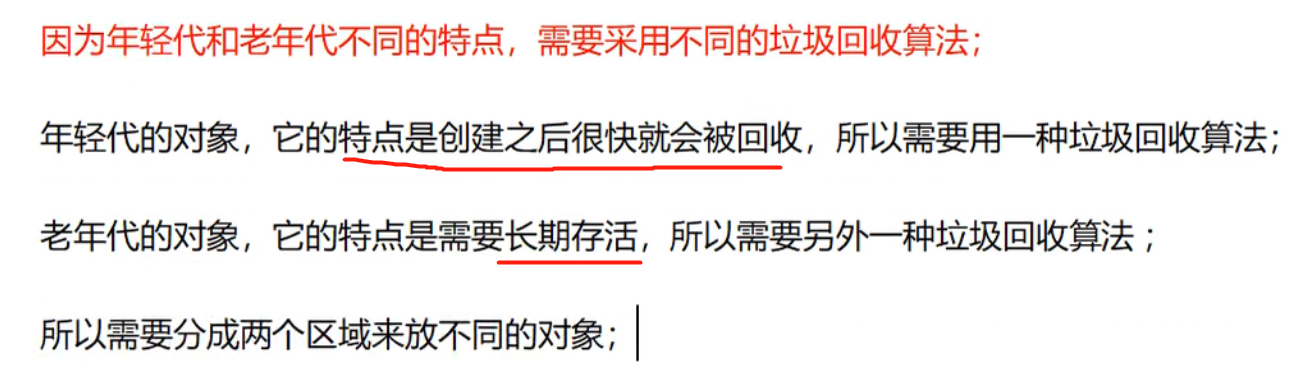 因为年轻代和老年代不同的特点，需要采用不同的垃圾回收算法；
年轻代的对象，它的特点是创建之后很快就会被回收，所以需要用一种垃圾回收算法；
老年代的对象，它的特点是需要长期存活，所以需要另外一种垃圾回收算法 ；
所以需要分成两个区域来放不同的对象；